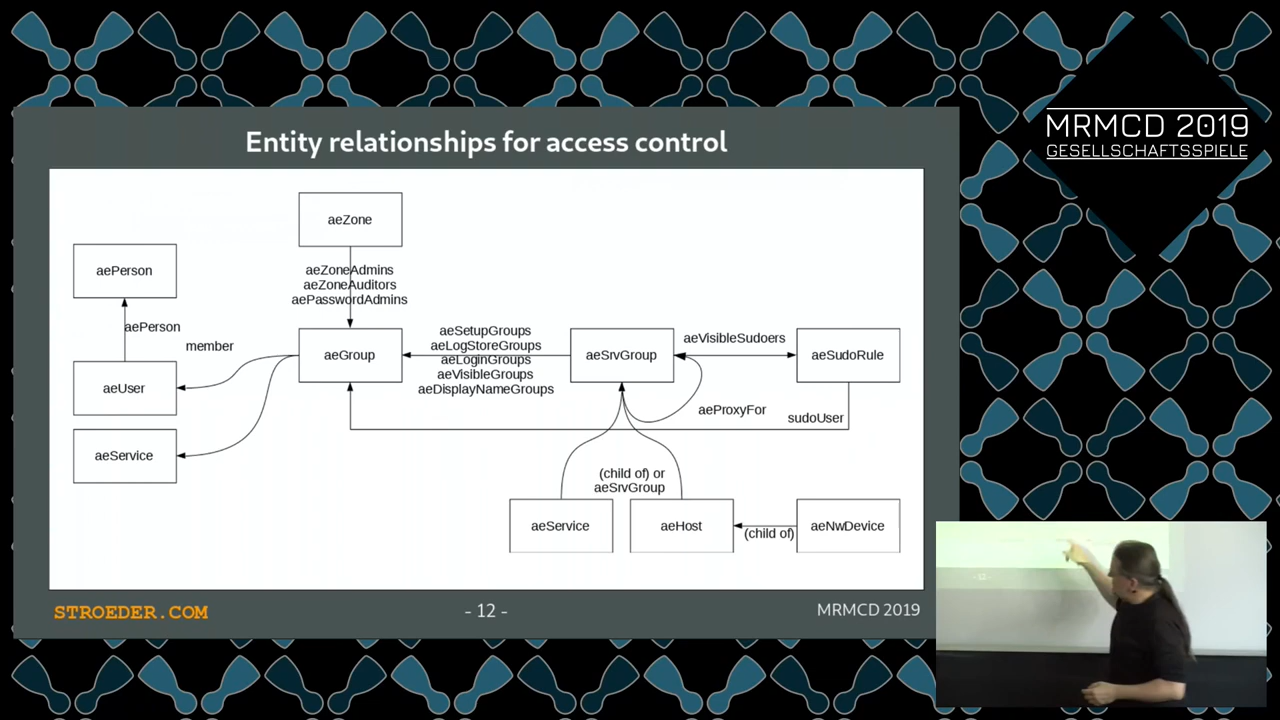 MRMCD 2019
GESELLSCHAFTSSPIELE
Entity relationships for access control
aeZone
aePerson
aeZoneAdmins
aeZoneAuditors
aePasswordAdmins
aePerson
member
aeUser
aeService
aeGroup
aeSetupGroups
aeLogStoreGroups
aeLoginGroups
aeVisibleGroups
aeDisplayNameGroups
aeSrvGroup
aeVisibleSudoers
aeSudoRule
aeProxyFor
sudoUser
(child of) or
aeSrvGroup
aeService
aeHost
(child of)
aeNwDevice
STROEDER.COM
- 12 -
MRMCD 2019
- 12 -